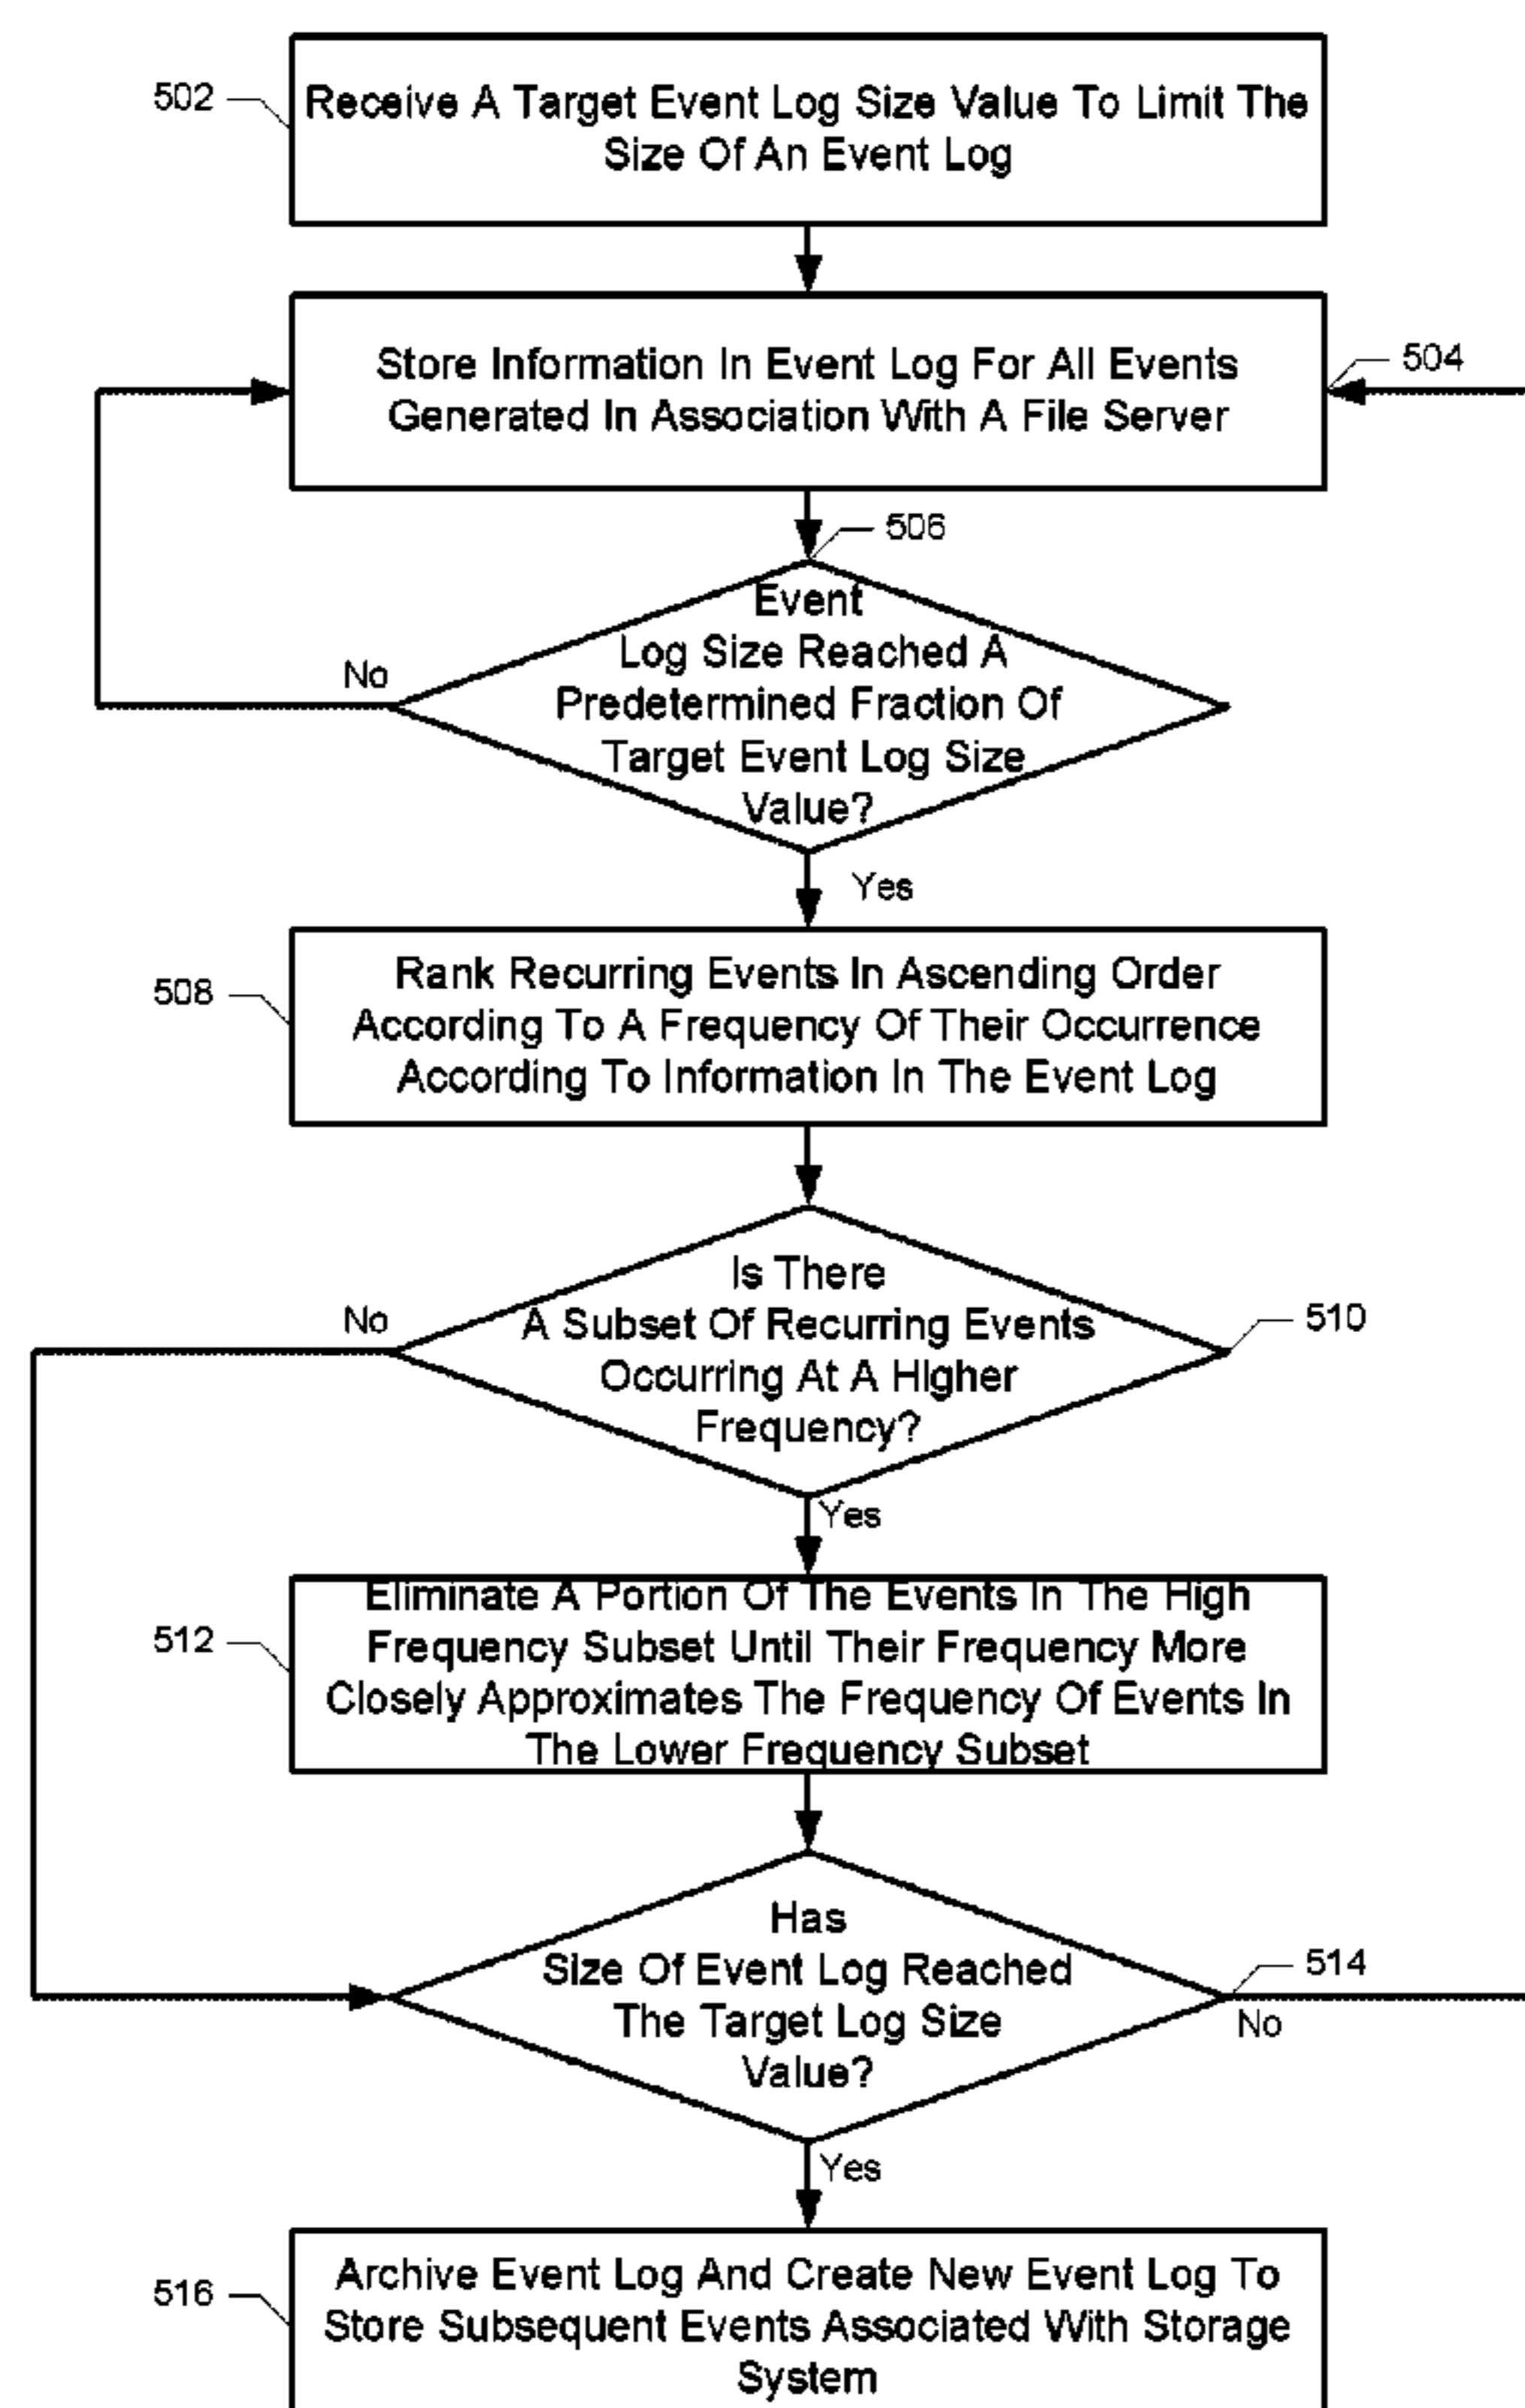 502
Receive A Target Event Log Size Value To Limit The
Size Of An Event Log
Store Information In Event Log For All Events
Generated In Association With A File Server
504
506
Event
Log Size Reached A
Predetermined Fraction Of
Target Event Log Size
Value?
No
Yes
508
Rank Recurring Events In Ascending Order
According To A Frequency Of Their Occurrence
According To Information In The Event Log
Is There
A Subset Of Recurring Events
Occurring At A Higher
Frequency?
No
510
Yes
512
Eliminate A Portion Of The Events In The High
Frequency Subset Until Their Frequency More
Closely Approximates The Frequency Of Events In
The Lower Frequency Subset
Has
Size Of Event Log Reached
The Target Log Size
Value?
514
No
Yes
516
Archive Event Log And Create New Event Log To
Store Subsequent Events Associated With Storage
System